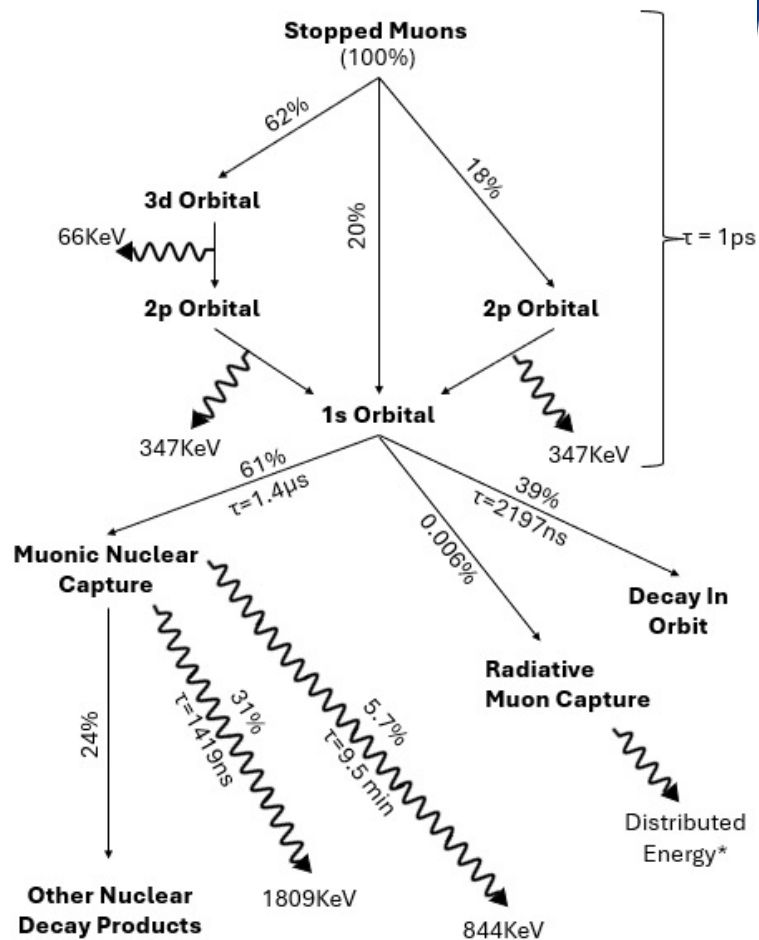 Stopped Muons
(100%)
62%
20%
18%
3d Orbital
66KeV
τ = 1ps
2p Orbital
2p Orbital
1s Orbital
347KeV
347KeV
61%
τ=1.4μs
0.006%
39%
τ=2197ns
Muonic Nuclear
Capture
Decay In
Orbit
Radiative
Muon Capture
24%
31%
τ=1419ns
5.7%
τ=9.5 min
Distributed
Energy*
Other Nuclear
Decay Products
1809KeV
844KeV